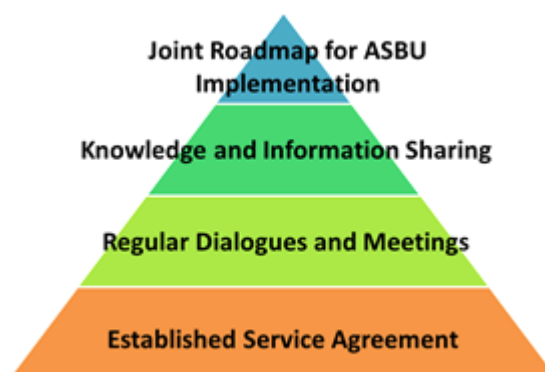 Joint Roadmap for ASBU
Implementation
Knowledge and Information Sharing
Regular Dialogues and Meetings
Established Service Agreement